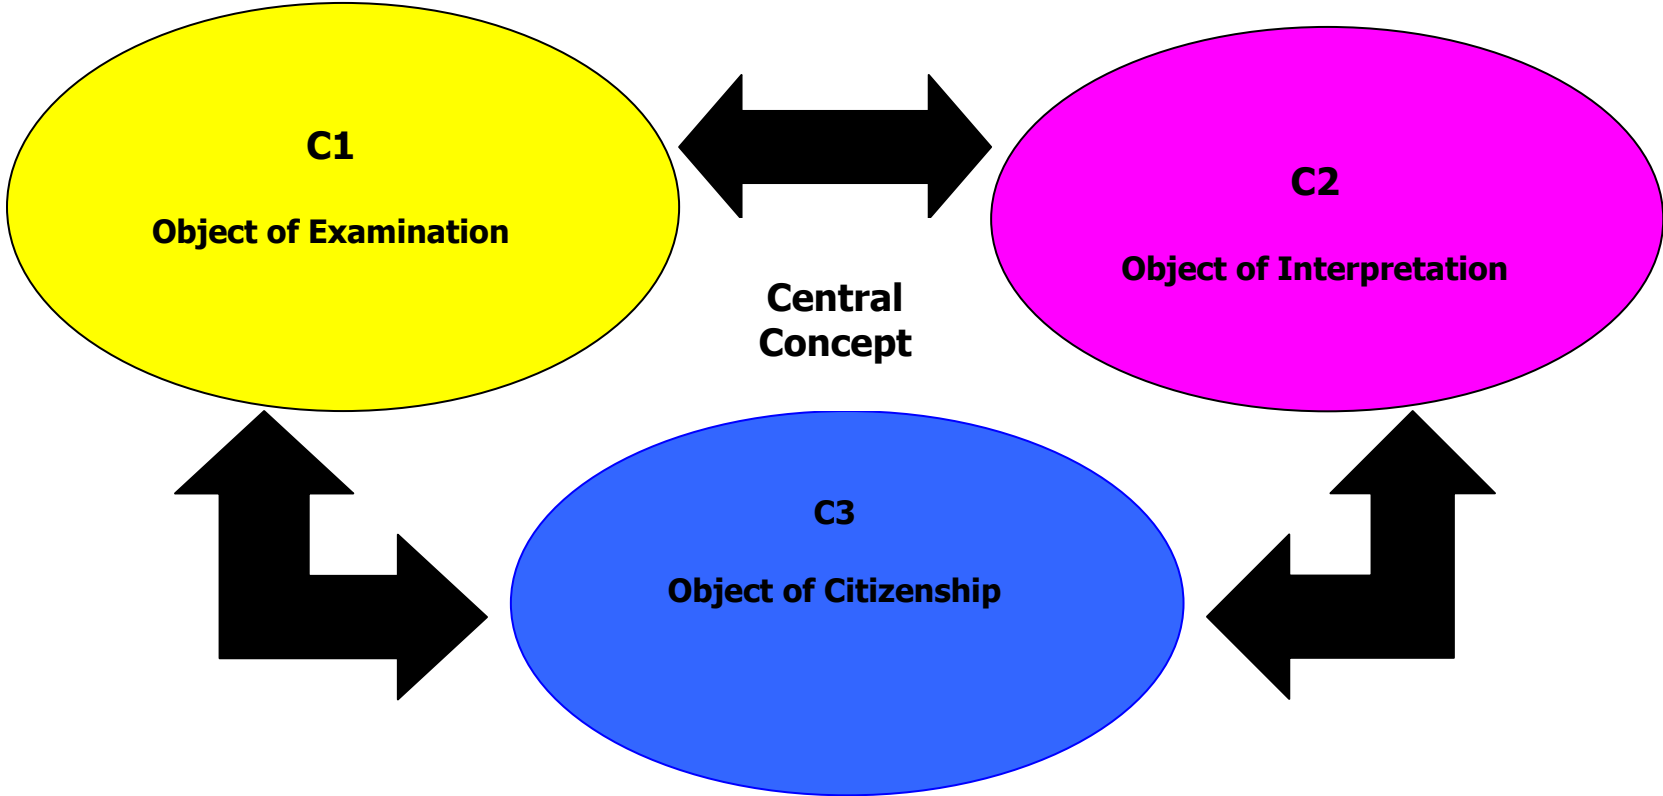 C1
Object of Examination
C2
Object of Interpretation
Central
Concept
C3
Object of Citizenship